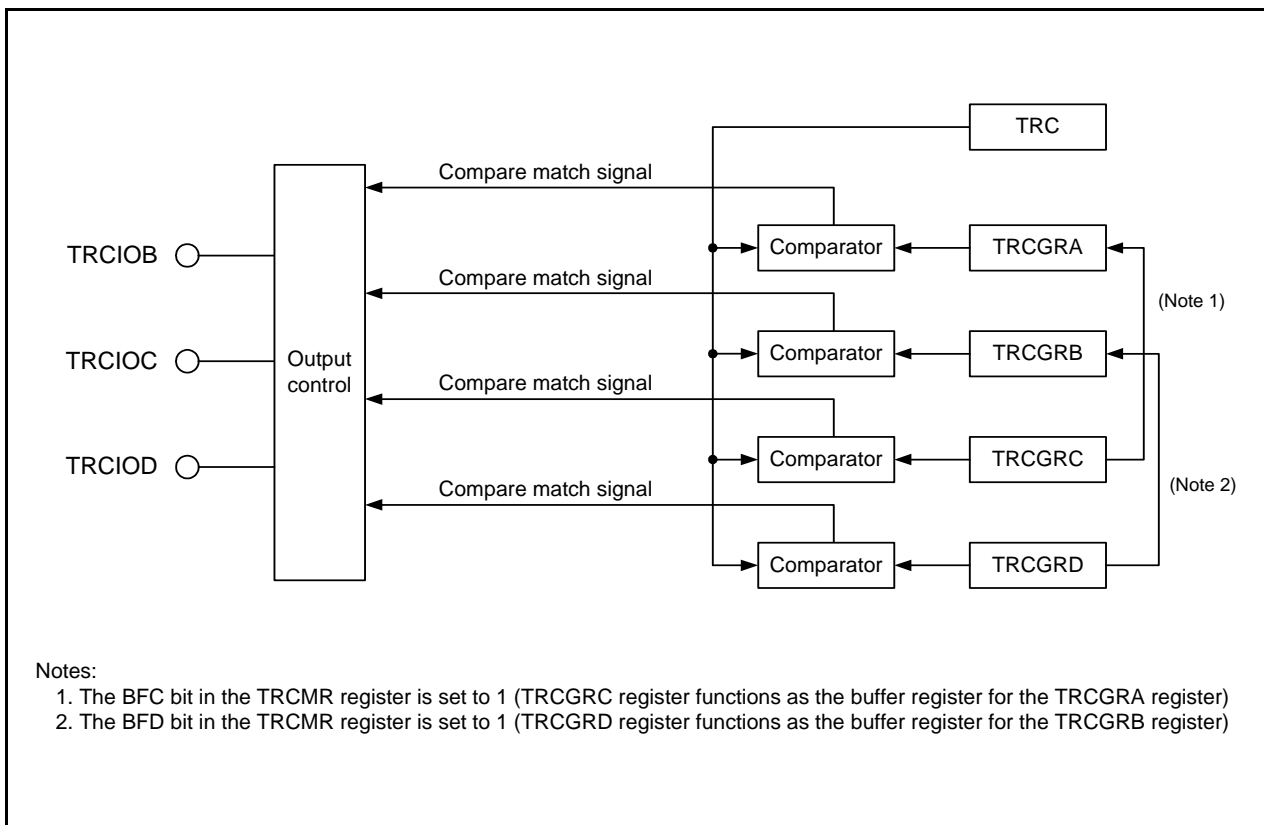 TRC
Compare match signal
Comparator
TRCGRA
TRCIOB
Compare match signal
(Note 1)
Comparator
TRCGRB
TRCIOC
Output
control
Compare match signal
Comparator
TRCGRC
TRCIOD
Compare match signal
(Note 2)
Comparator
TRCGRD
Notes:
1. The BFC bit in the TRCMR register is set to 1 (TRCGRC register functions as the buffer register for the TRCGRA register)
2. The BFD bit in the TRCMR register is set to 1 (TRCGRD register functions as the buffer register for the TRCGRB register)